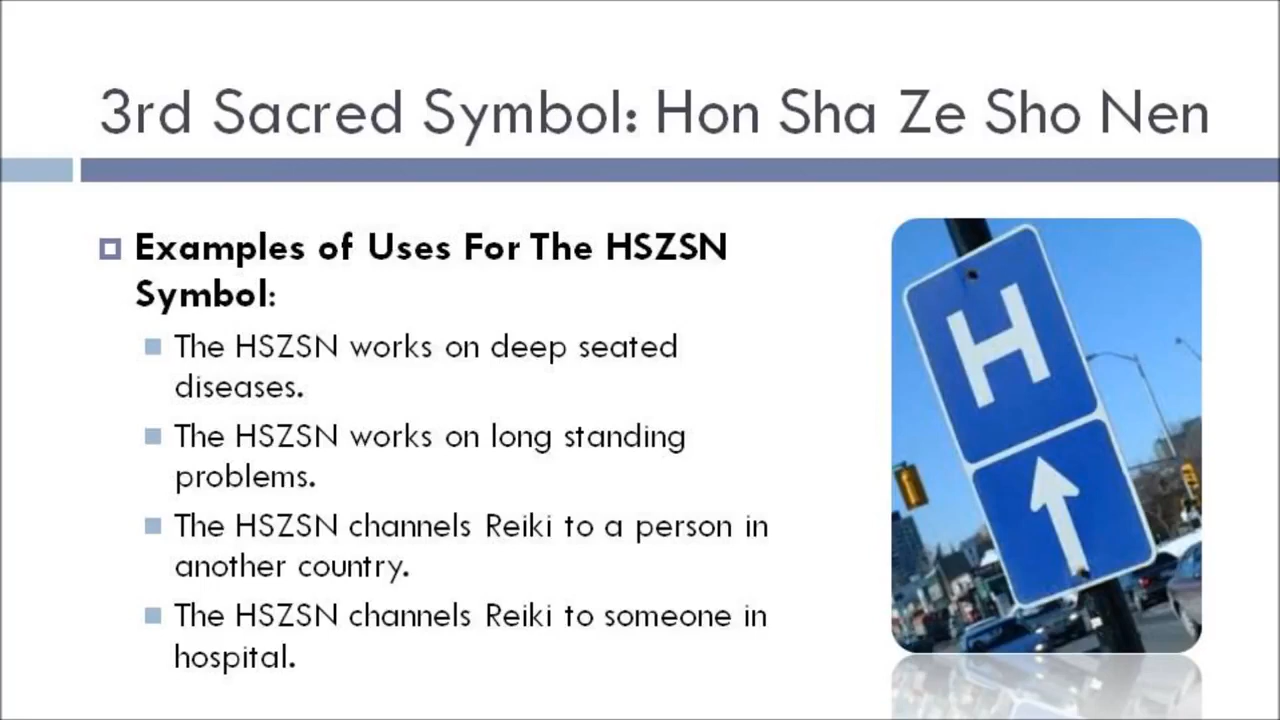 3rd Sacred Symbol: Hon Sha Ze Sho Nen
Examples of Uses For The HSZSN
Symbol:
The HSZSN works on deep seated
diseases.
The HSZSN works on long standing
problems.
The HSZSN channels Reiki to a person in
another country.
The HSZSN channels Reiki to someone in
hospital.
H